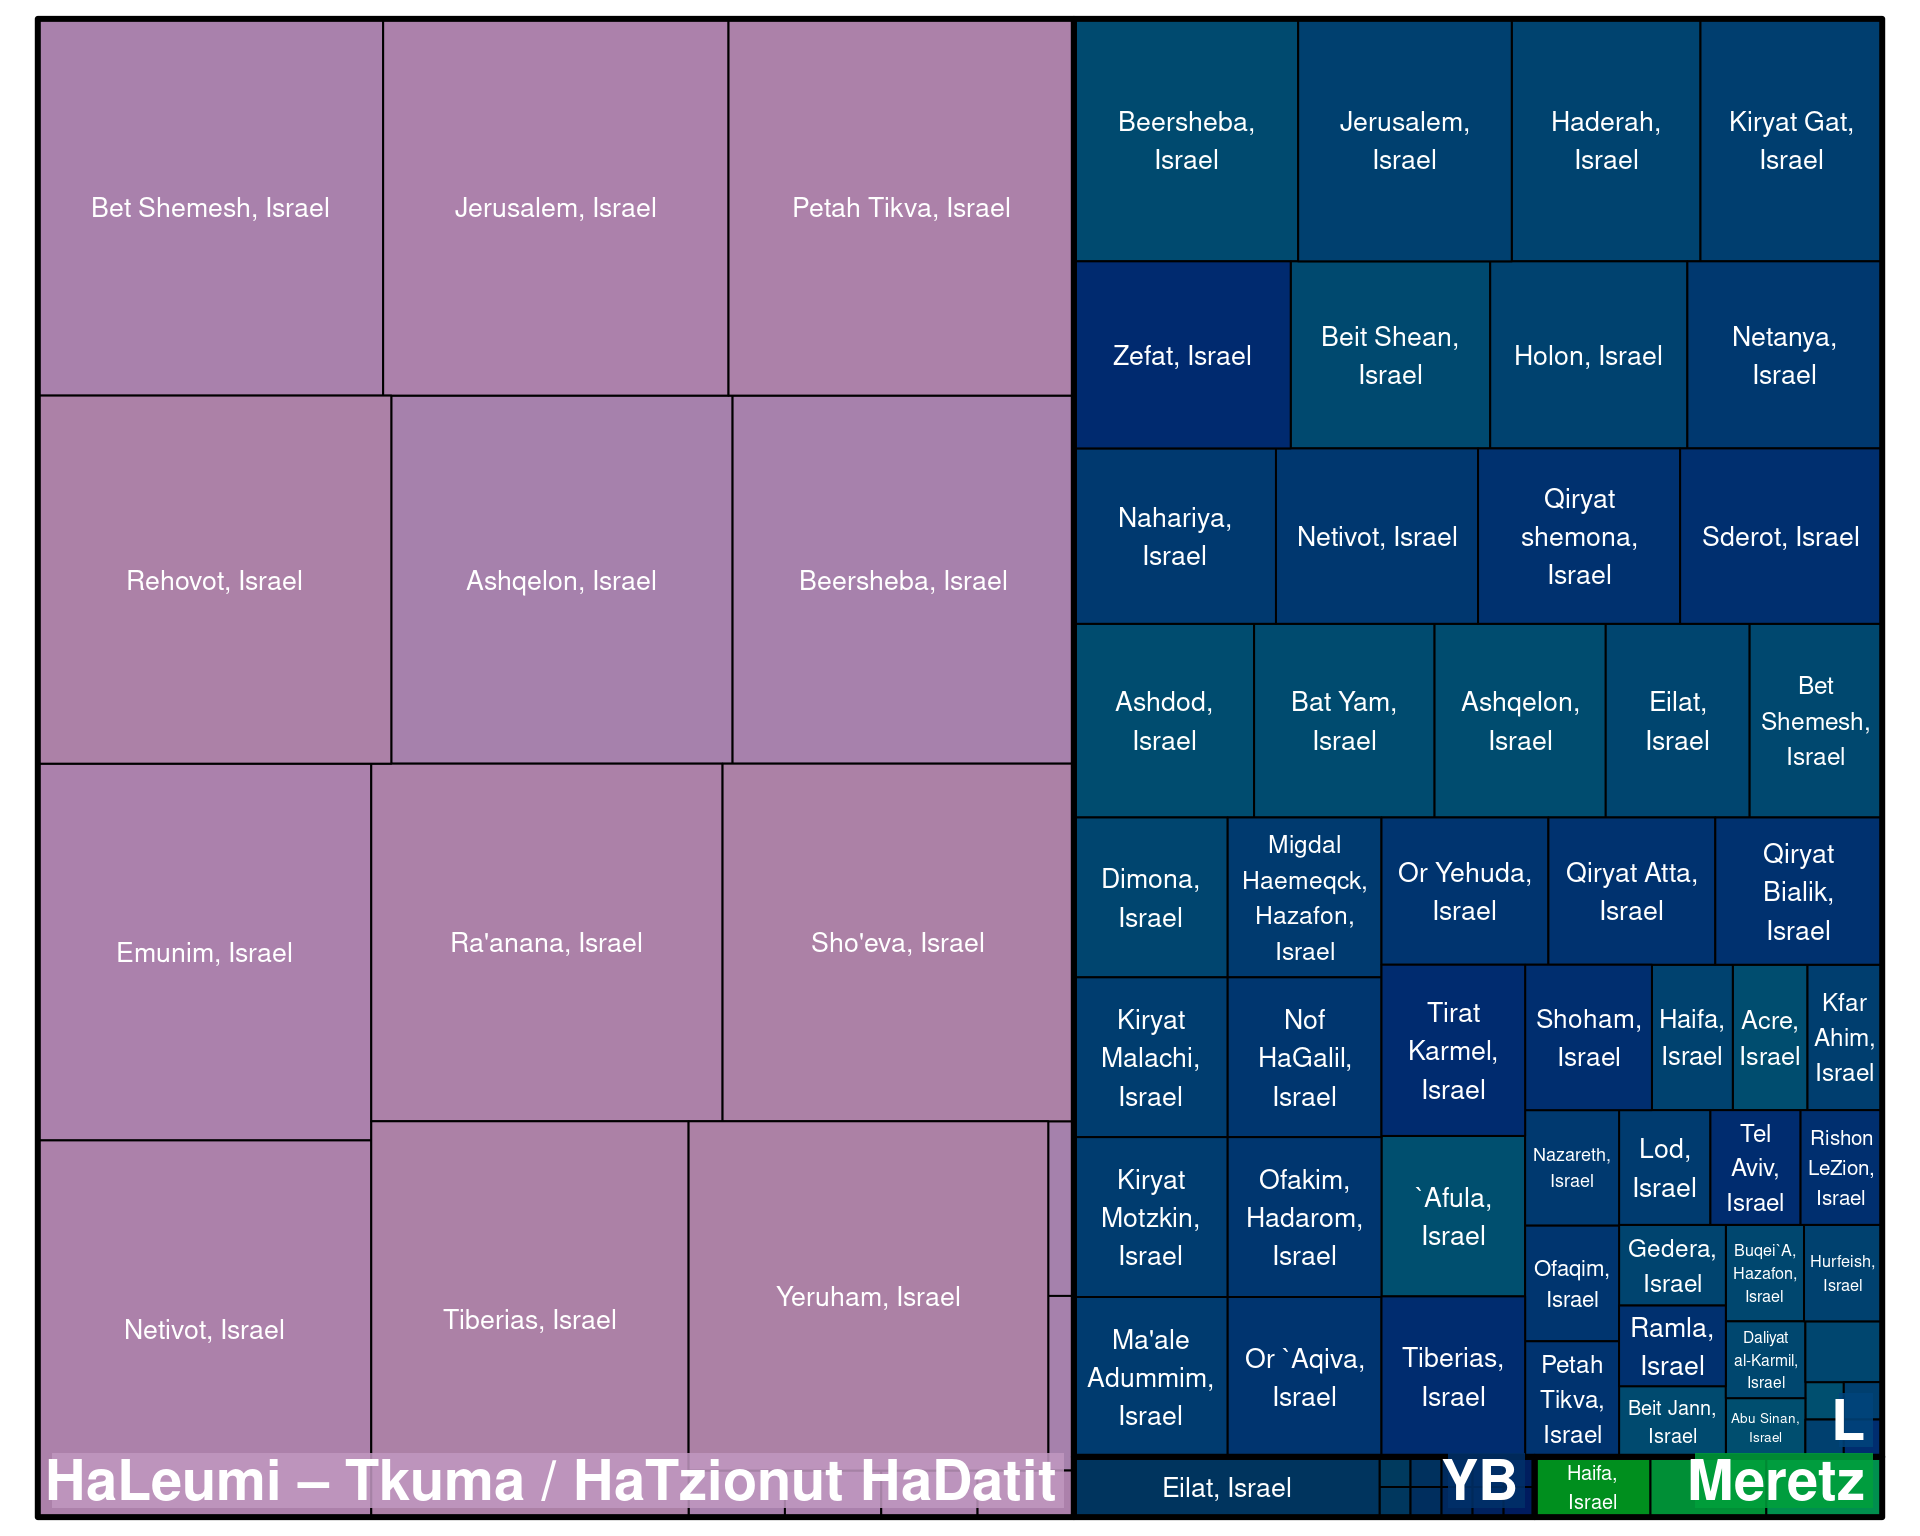 Bet Shemesh, Israel
Jerusalem, Israel
Petah Tikva, Israel
Rehovot, Israel
Ashqelon, Israel
Beersheba, Israel
Emunim, Israel
Ra'anana, Israel
Sho'eva, Israel
Netivot, Israel
Tiberias, Israel
Yeruham, Israel
HaLeumi – Tkuma / HaTzionut HaDatit
Beersheba,
Israel
Jerusalem,
Israel
Haderah,
Israel
Kiryat Gat,
Israel
Zefat, Israel
Beit Shean,
Israel
Holon, Israel
Netanya,
Israel
Nahariya,
Israel
Netivot, Israel
Qiryat
shemona,
Israel
Sderot, Israel
Ashdod,
Israel
Bat Yam,
Israel
Ashqelon,
Israel
Eilat,
Israel
Bet
Shemesh,
Israel
Dimona,
Israel
Migdal
Haemeqck,
Hazafon,
Israel
Or Yehuda,
Israel
Qiryat Atta,
Israel
Qiryat
Bialik,
Israel
Kiryat
Malachi,
Israel
Nof
HaGalil,
Israel
Tirat
Karmel,
Israel
Shoham,
Israel
Haifa,
Israel
Acre,
Israel
Kfar
Ahim,
Israel
Kiryat
Motzkin,
Israel
Ofakim,
Hadarom,
Israel
`Afula,
Israel
Nazareth,
Israel
Lod,
Israel
Tel
Aviv,
Israel
Rishon
LeZion,
Israel
Ofaqim,
Israel
Gedera,
Israel
Buqei`A,
Hazafon,
Israel
Hurfeish,
Israel
Ma'ale
Adummim,
Israel
Or `Aqiva,
Israel
Tiberias,
Israel
Petah
Tikva,
Israel
Ramla,
Israel
Daliyat
al-Karmil,
Israel
Beit Jann,
Israel
Abu Sinan,
Israel
L
Eilat, Israel
YB
Haifa,
Israel
Meretz